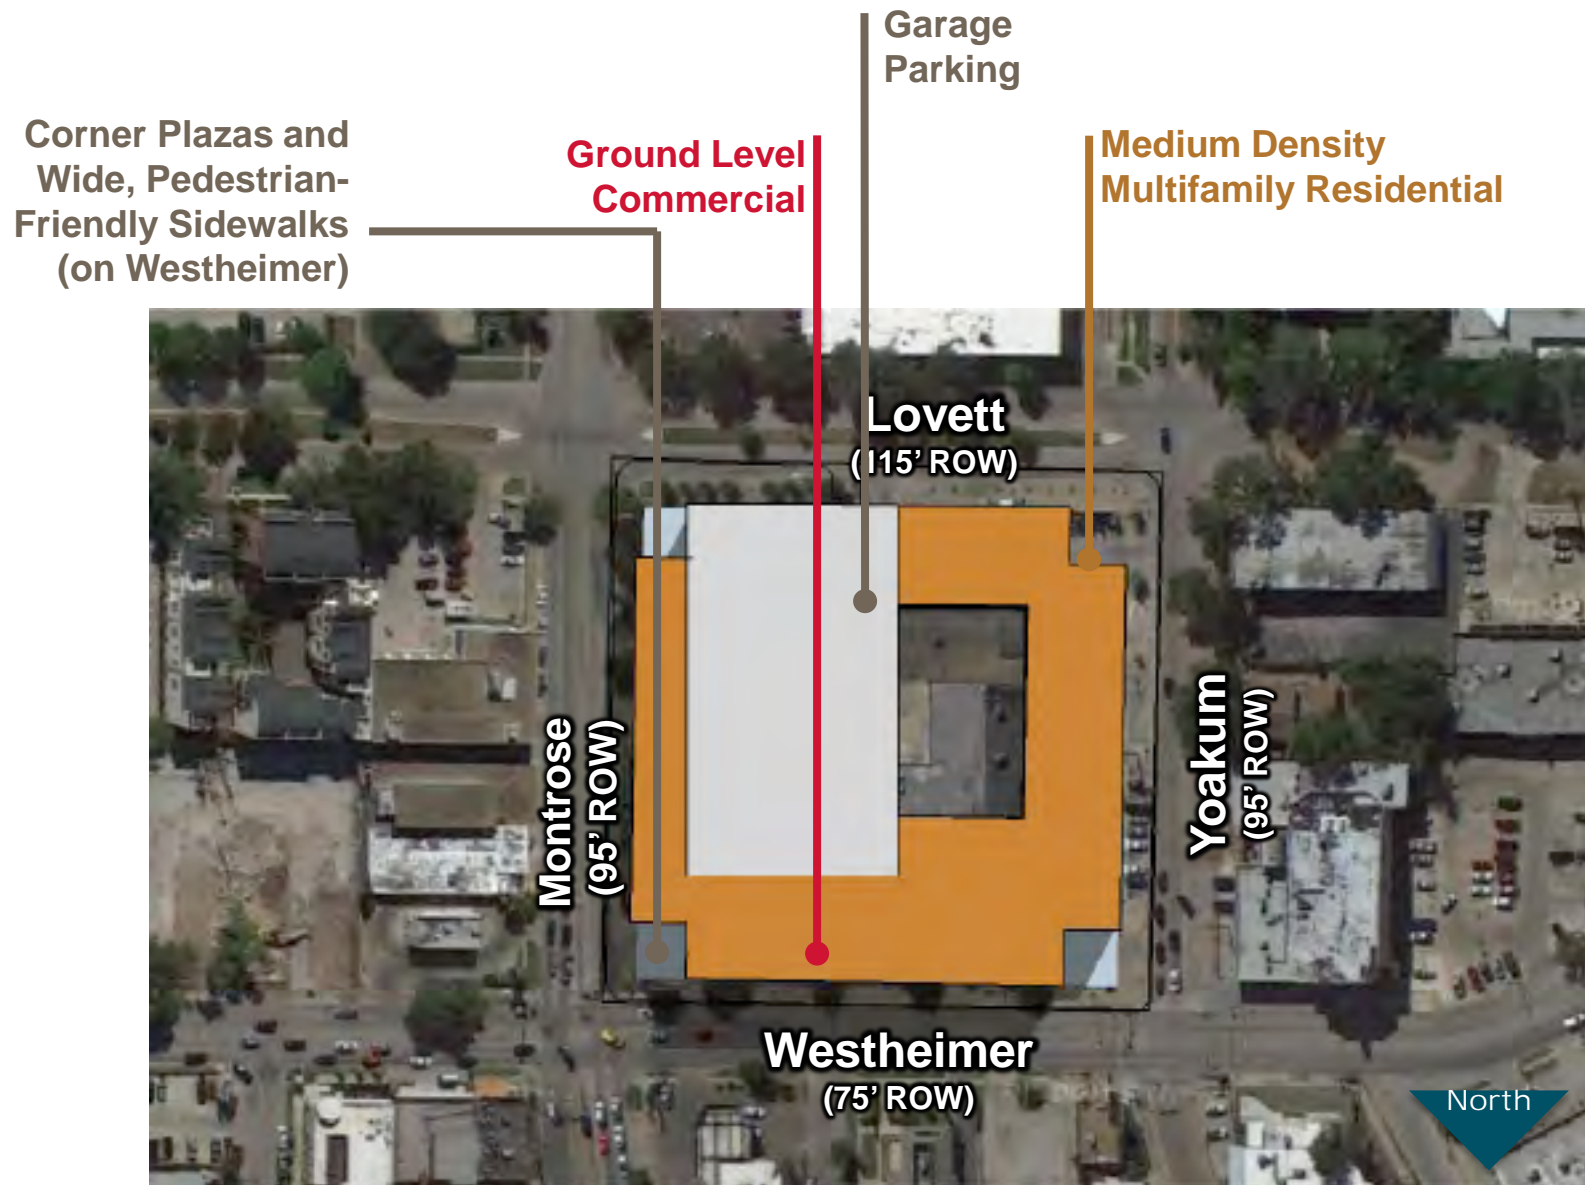 Garage
Parking
Corner Plazas and
Wide, Pedestrian-
Friendly Sidewalks
(on Westheimer)
Ground Level
Commercial
Medium Density
Multifamily Residential
Lovett
(115’ ROW)
Montrose
(95’ ROW)
Yoakum
(95’ ROW)
Westheimer
(75’ ROW)
North